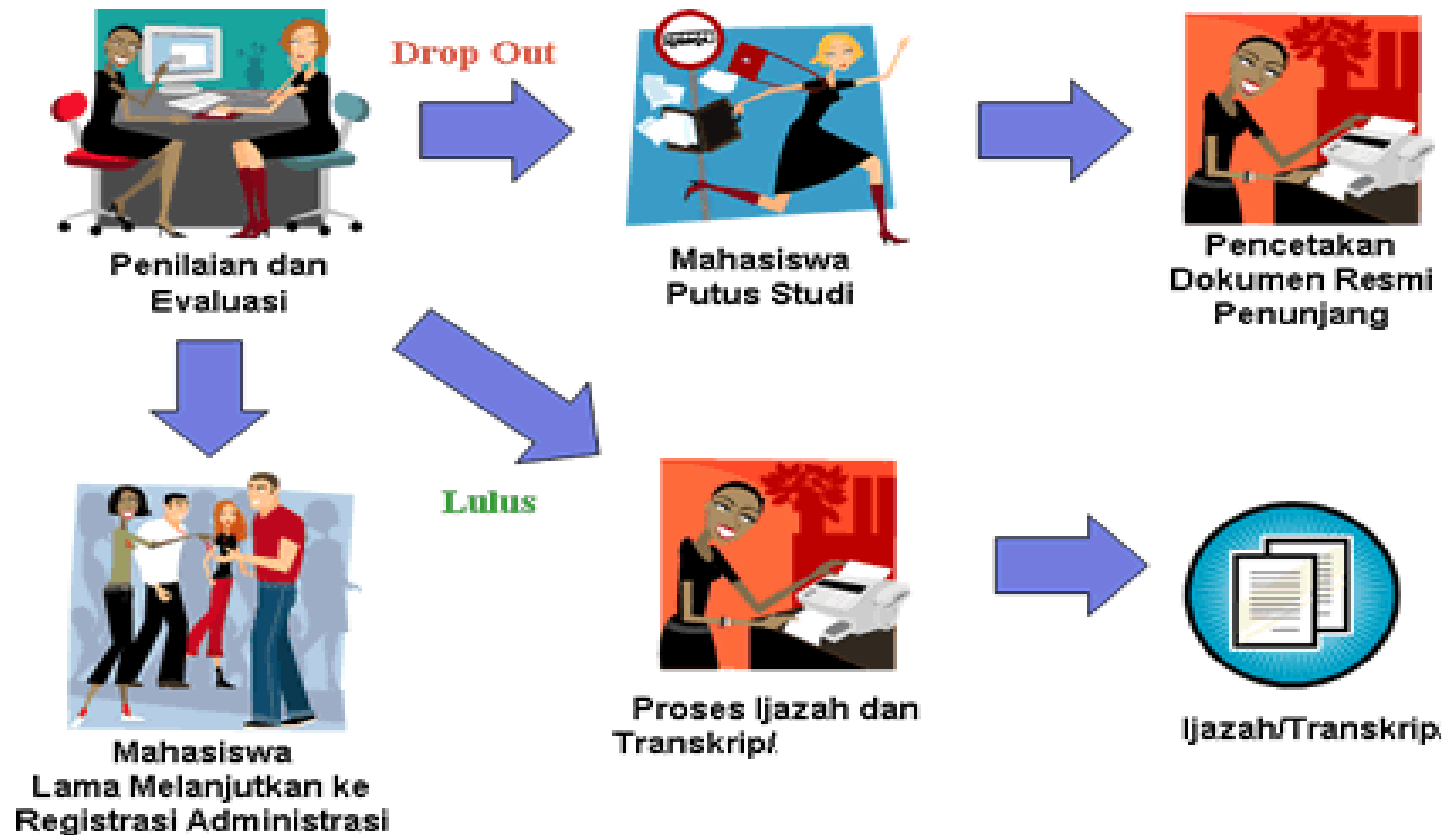 Drop Out
Penilaian dan
Evaluasi
Mahasiswa
Putus Studi
Pencetakan
Dokumen Resmi
Penunjang
Lulus
Mahasiswa
Lama Melanjutkan ke
Registrasi Administrasi
Proses Ijazah dan
Transkrip/.
Ijazah/Transkrip.